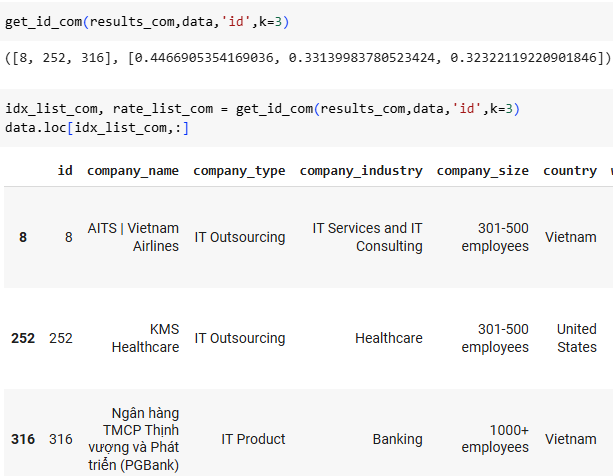 get_id_com(results_com,data,'id',k=3)
([8, 252, 316], [0.4466905354169036, 0.33139983780523424, 0.32322119220901846])
idx_list_com, rate_list_com = get_id_com(results_com,data,'id',k=3)
data.loc[idx_list_com,:]
id company_name company_type company_industry company_size country
8 8 AITS | Vietnam Airlines IT Outsourcing IT Services and IT Consulting 301-500 employees Vietnam
252 252 KMS Healthcare IT Outsourcing Healthcare 301-500 employees United States
316 316 Ngân hàng TMCP Thịnh vượng và Phát triển (PGBank) IT Product Banking 1000+ employees Vietnam